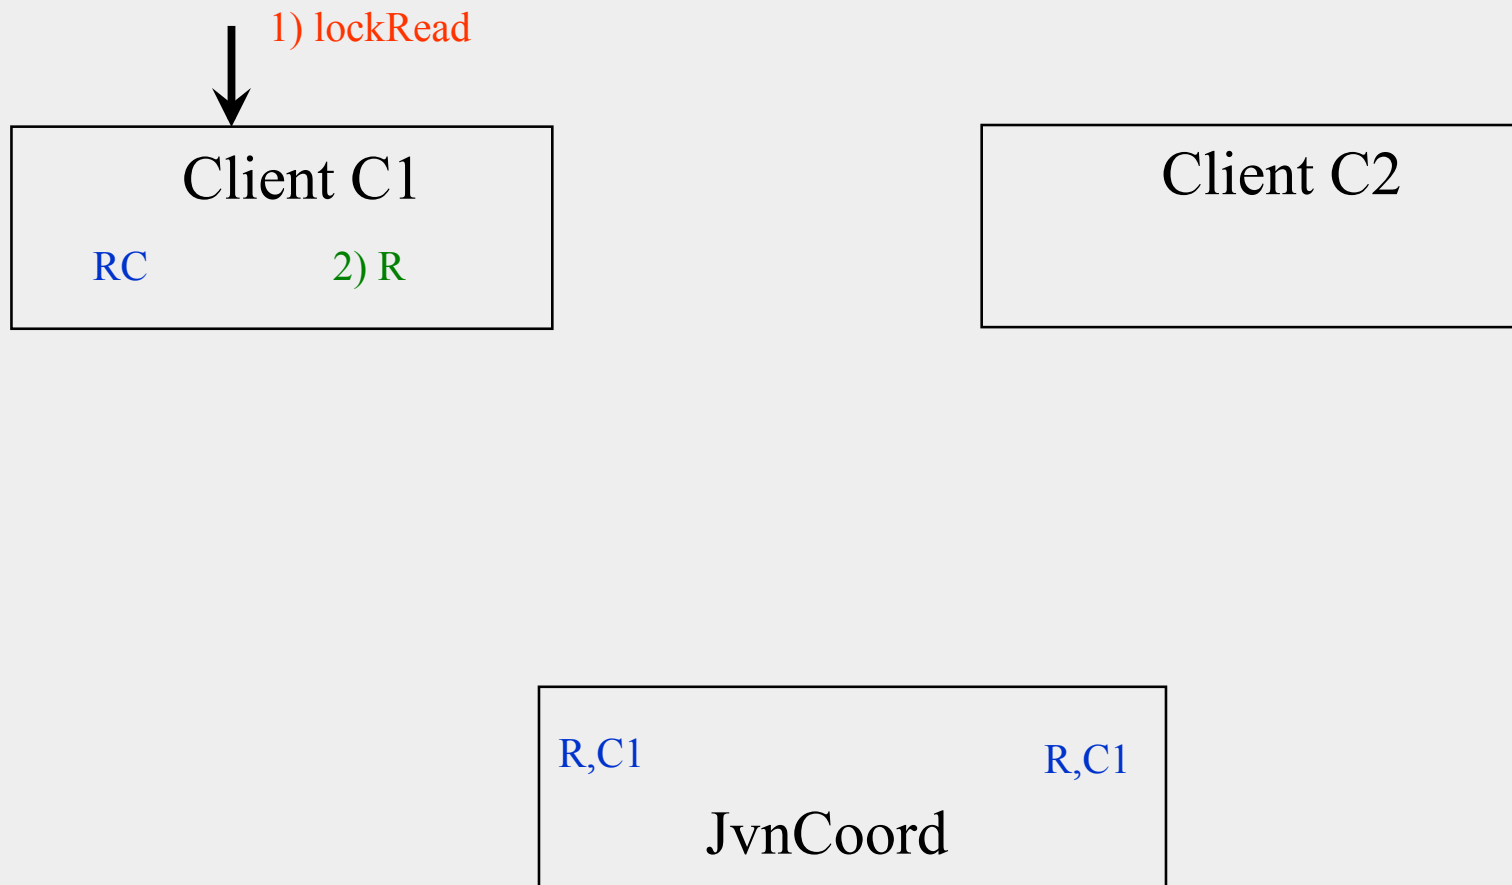 1) lockRead
Client C1
Client C2
RC
2) R
R,C1
R,C1
JvnCoord